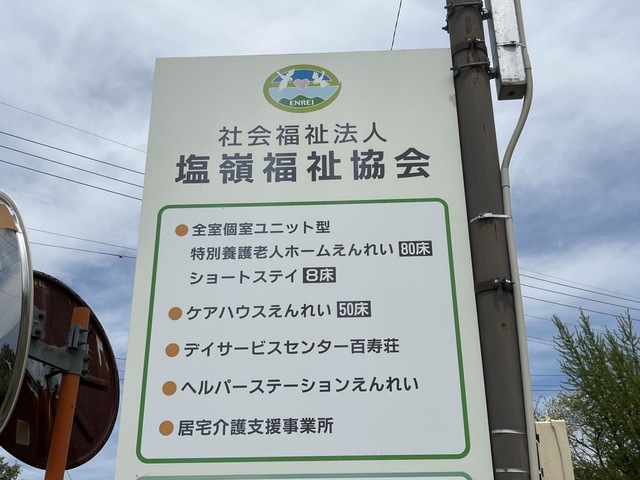 ENREI
社会福祉法人
塩嶺福祉協会
全室個室ユニット型
特別養護老人ホームえんれい 80床
ショートステイ 8床
ケアハウスえんれい 50床
デイサービスセンター百寿荘
ヘルパーステーションえんれい
居宅介護支援事業所